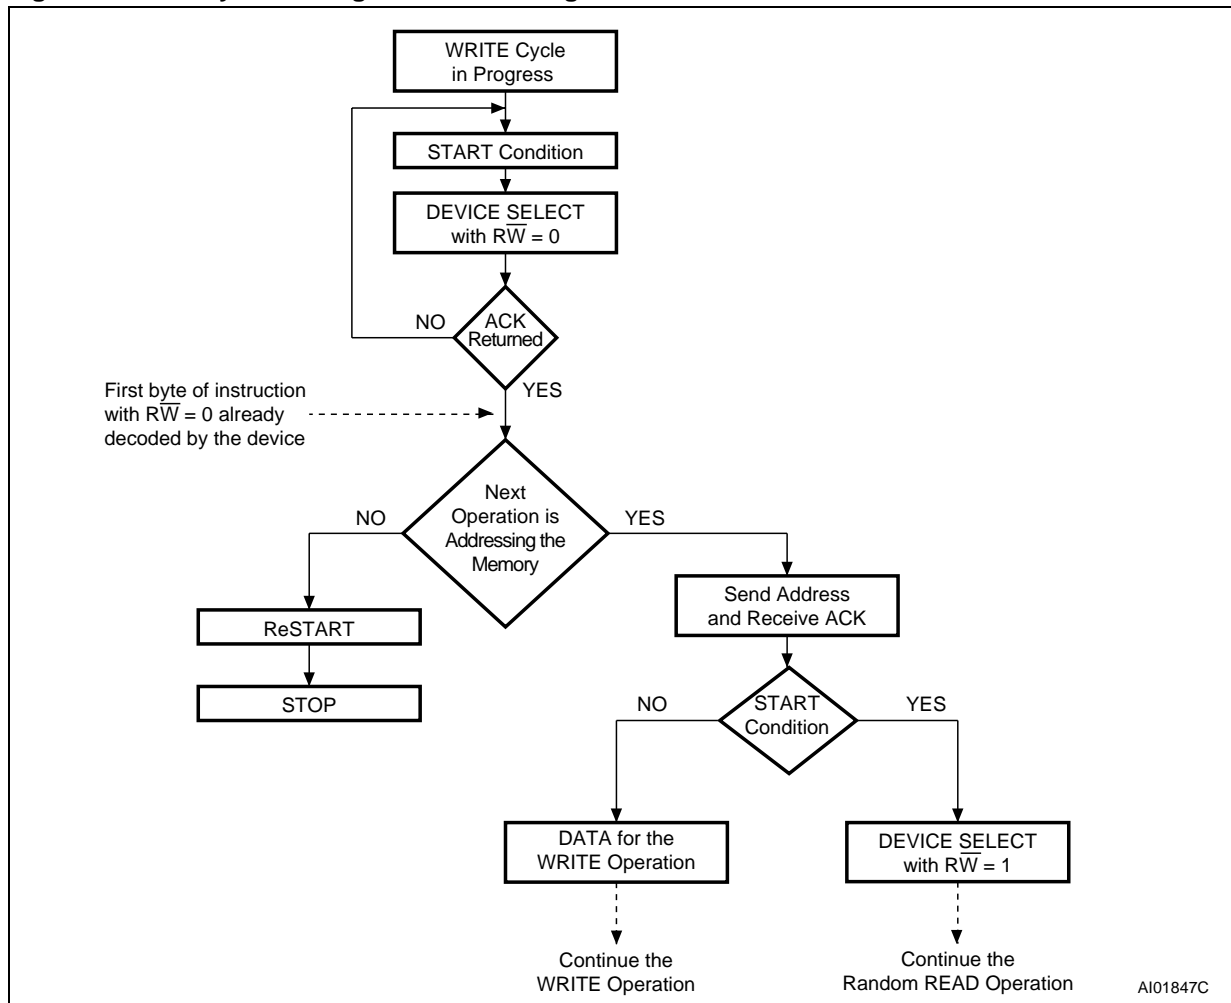 WRITE Cycle
in Progress
START Condition
DEVICE SELECT
with RW̅ = 0
NO
ACK
Returned
YES
First byte of instruction
with RW̅ = 0 already
decoded by the device
NO
Next
Operation is
Addressing the
Memory
YES
Send Address
and Receive ACK
ReSTART
STOP
NO
START
Condition
YES
DATA for the
WRITE Operation
DEVICE SELECT
with RW̅ = 1
Continue the
WRITE Operation
Continue the
Random READ Operation
AI01847C